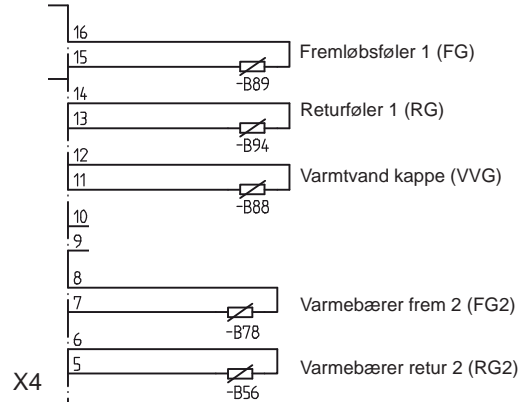 16
15
Fremløbsføler 1 (FG)
-B89
14
13
Returføler 1 (RG)
-B94
12
11
Varmtvand kappe (VVG)
-B88
10
9
8
7
Varmebærer frem 2 (FG2)
-B78
6
5
Varmebærer retur 2 (RG2)
X4
-B56